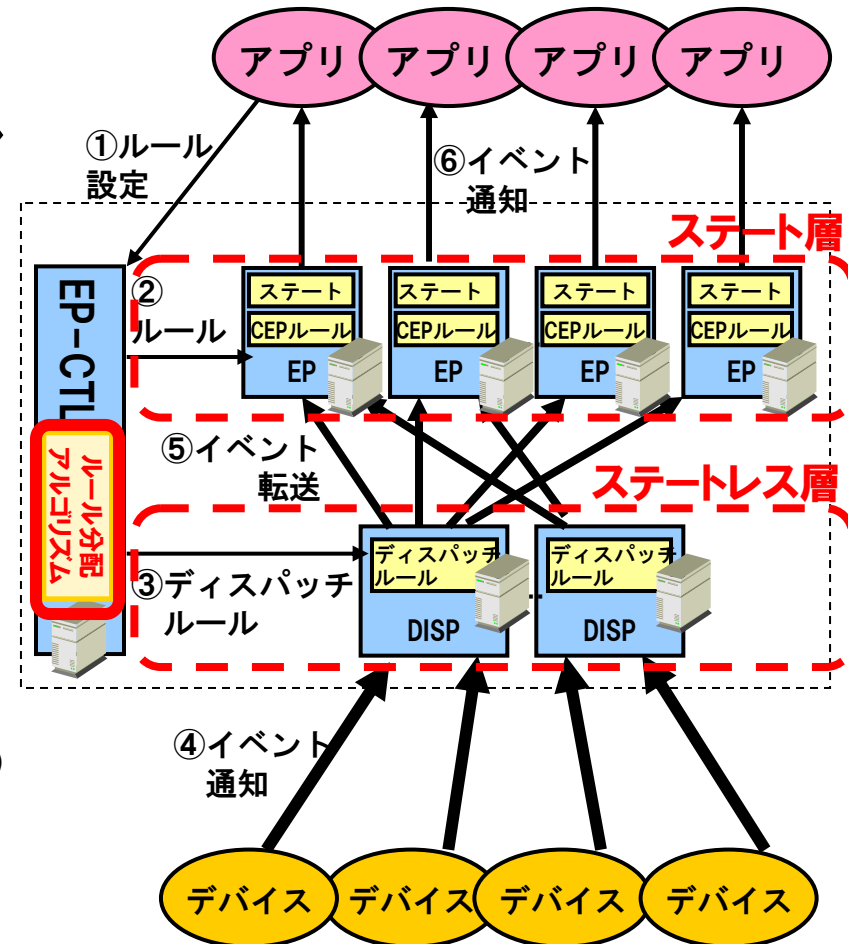 アプリ アプリ アプリ アプリ
①ルール
設定
⑥イベント
通知
ステート層
EP-CTL
②
ルール
ステート
CEPルール
EP
ステート
CEPルール
EP
ステート
CEPルール
EP
ステート
CEPルール
EP
ルール分配
アルゴリズム
⑤イベント
転送
ステートレス層
③ディスパッチ
ルール
ディスパッチ
ルール
DISP
ディスパッチ
ルール
DISP
④イベント
通知
デバイス デバイス デバイス デバイス